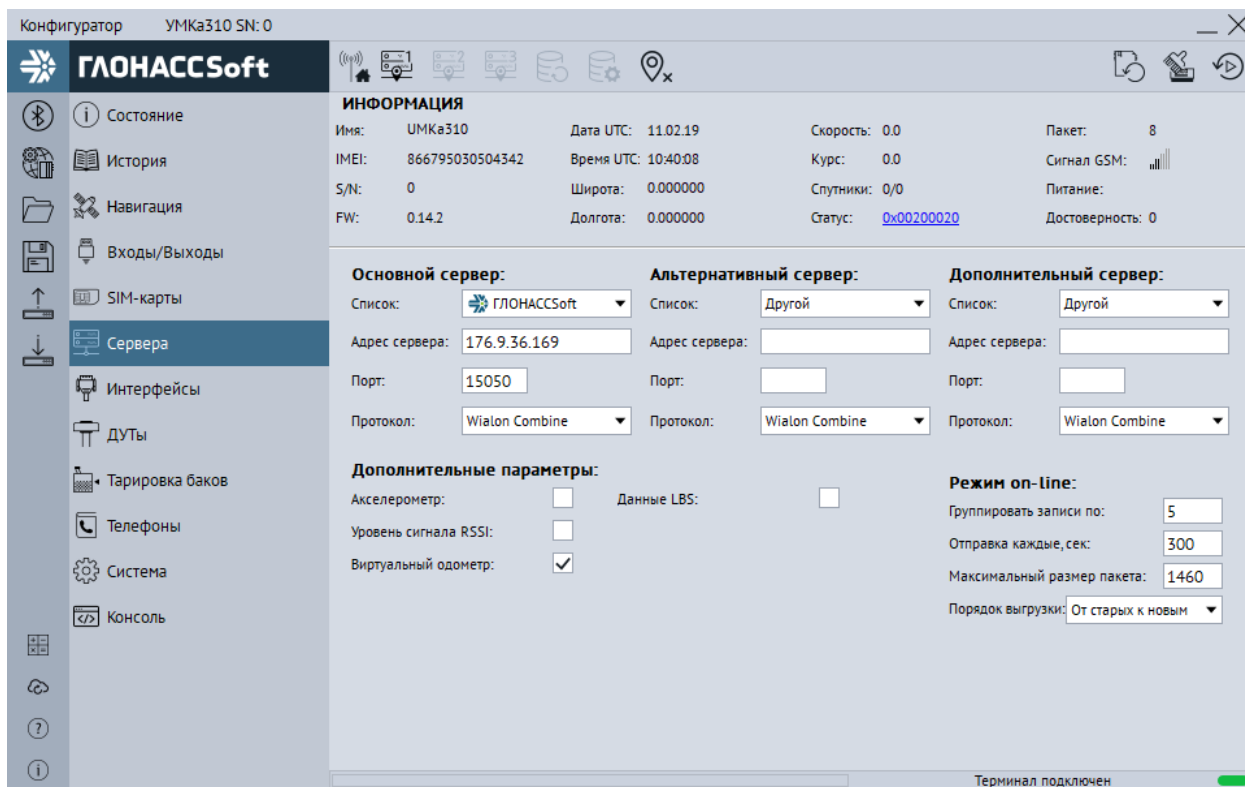 Конфигуратор УМКа310 SN: 0
ГЛОНАССSoft
1 2 3
ИНФОРМАЦИЯ
Имя: UMKa310 Дата UTC: 11.02.19 Скорость: 0.0 Пакет: 8
IMEI: 866795030504342 Время UTC: 10:40:08 Курс: 0.0 Сигнал GSM:
S/N: 0 Широта: 0.000000 Спутники: 0/0 Питание:
FW: 0.14.2 Долгота: 0.000000 Статус: 0x00200020 Достоверность: 0
Состояние
История
Навигация
Входы/Выходы
SIM-карты
Сервера
Интерфейсы
ДУТы
Тарировка баков
Телефоны
Система
Консоль
Основной сервер: Альтернативный сервер: Дополнительный сервер:
Список: ГЛОНАССSoft Список: Другой Список: Другой
Адрес сервера: 176.9.36.169 Адрес сервера: Адрес сервера:
Порт: 15050 Порт: Порт:
Протокол: Wialon Combine Протокол: Wialon Combine Протокол: Wialon Combine
Дополнительные параметры:
Акселерометр: Данные LBS:
Уровень сигнала RSSI:
Виртуальный одометр:
Режим on-line:
Группировать записи по: 5
Отправка каждые, сек: 300
Максимальный размер пакета: 1460
Порядок выгрузки: От старых к новым
Терминал подключен